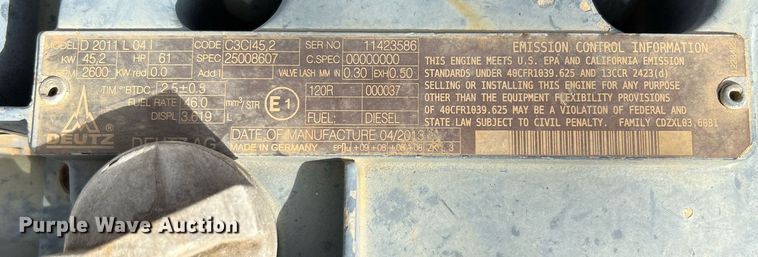 MODEL D 2011 L 04 I CODE C3CI45,2 SER NO 11423586
KW 45,2 HP 61 SPEC 25008607 C.SPEC 00000000
RPM 2600 KW red 0.0 Add'l VALVE LASH MM IN 0.30 EXH 0.50
TIM.°BTDC 2.5±0.5 120R 000037
FUEL RATE 46.0 mm³/STR E1
DISPL 3.619 L FUEL: DIESEL
DEUTZ DEUTZ AG DATE OF MANUFACTURE 04/2013
MADE IN GERMANY
EMISSION CONTROL INFORMATION
THIS ENGINE MEETS U.S. EPA AND CALIFORNIA EMISSION
STANDARDS UNDER 40CFR1039.625 AND 13CCR 2423(d)
SELLING OR INSTALLING THIS ENGINE FOR ANY PURPOSE
OTHER THAN THE EQUIPMENT FLEXIBILITY PROVISIONS
OF 40CFR1039.625 MAY BE A VIOLATION OF FEDERAL AND
STATE LAW SUBJECT TO CIVIL PENALTY. FAMILY CDZXL03.6081
Purple Wave Auction